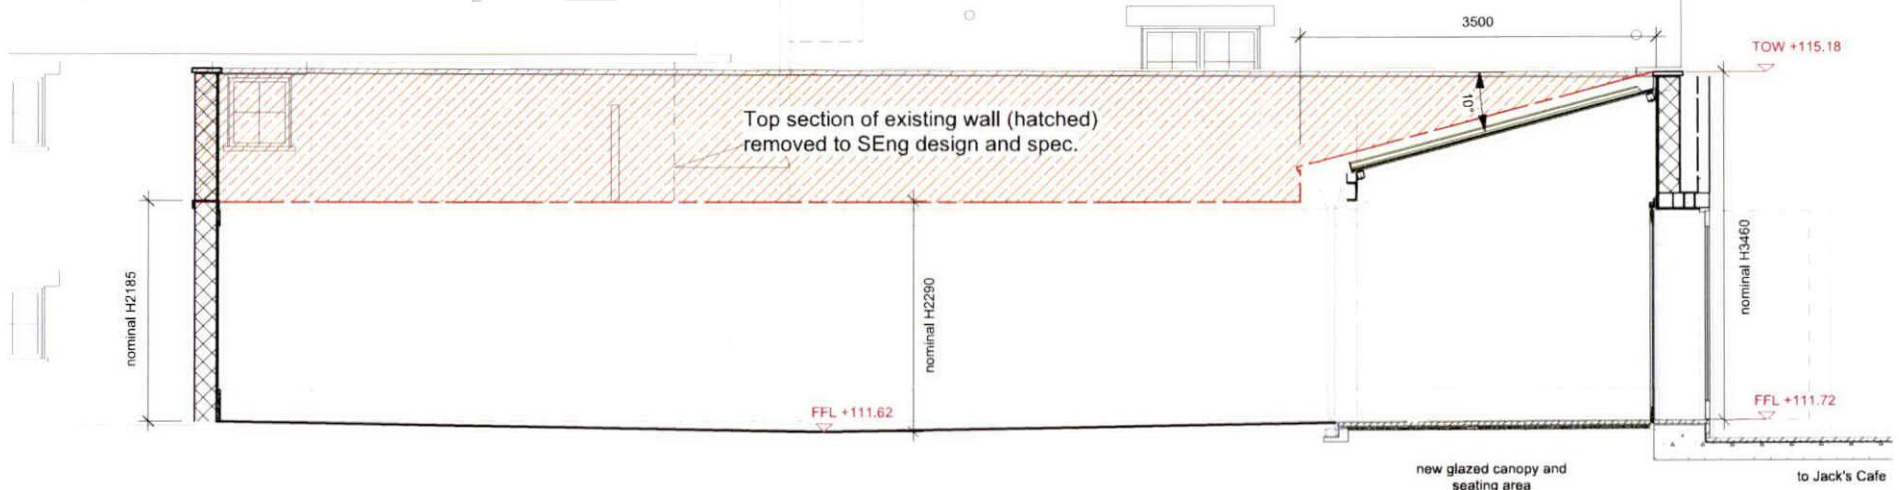 3500
TOW +115.18
10°
Top section of existing wall (hatched)
removed to SEng design and spec.
nominal H2185
nominal H2290
nominal H3460
FFL +111.62
FFL +111.72
new glazed canopy and
seating area
to Jack's Cafe